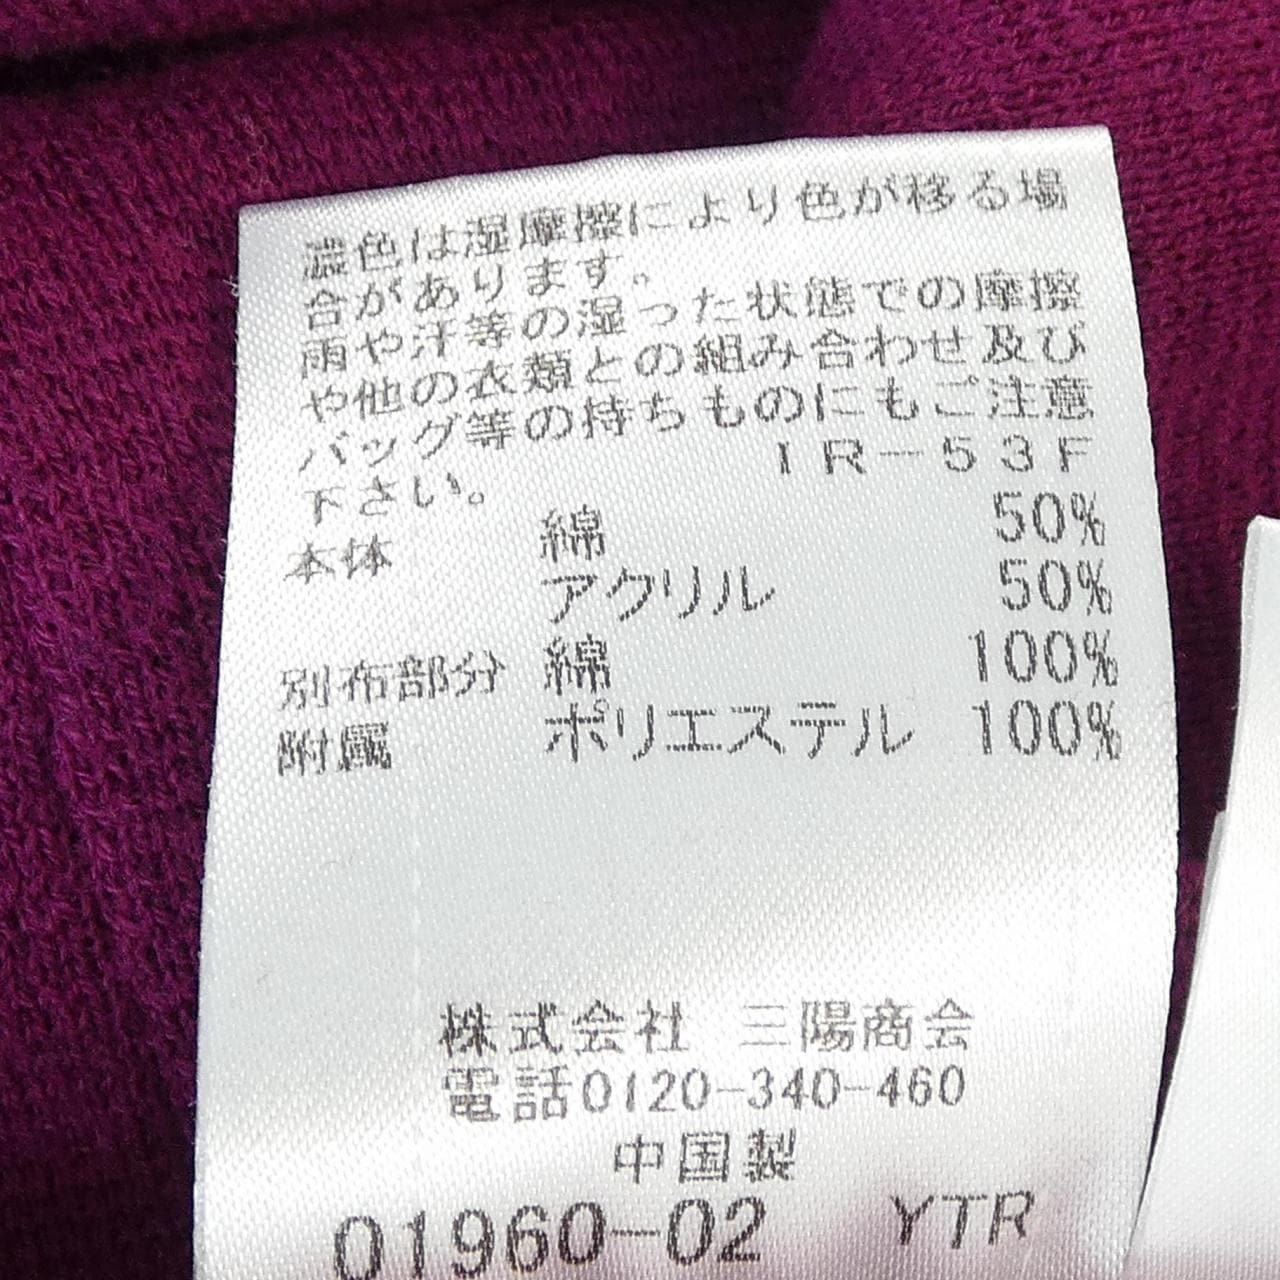 濃色は湿摩擦により色が移る場
合があります。
雨や汗等の湿った状態での摩擦
や他の衣類との組み合わせ及び
バッグ等の持ちものにもご注意
下さい。 IR-53F
本体 綿 50%
アクリル 50%
別布部分 綿 100%
附属 ポリエステル 100%
株式会社 三陽商会
電話0120-340-460
中国製
01960-02 YTR